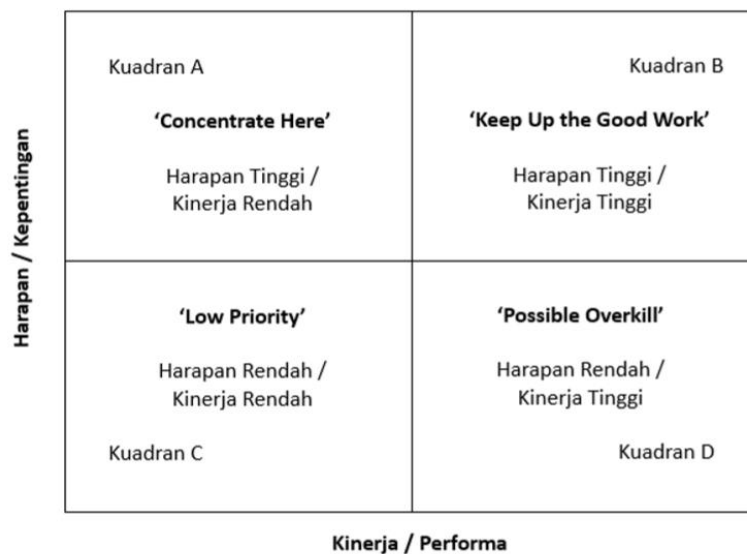 Harapan / Kepentingan
Kuadran A
‘Concentrate Here’
Harapan Tinggi /
Kinerja Rendah
Kuadran B
‘Keep Up the Good Work’
Harapan Tinggi /
Kinerja Tinggi
‘Low Priority’
Harapan Rendah /
Kinerja Rendah
Kuadran C
‘Possible Overkill’
Harapan Rendah /
Kinerja Tinggi
Kuadran D
Kinerja / Performa